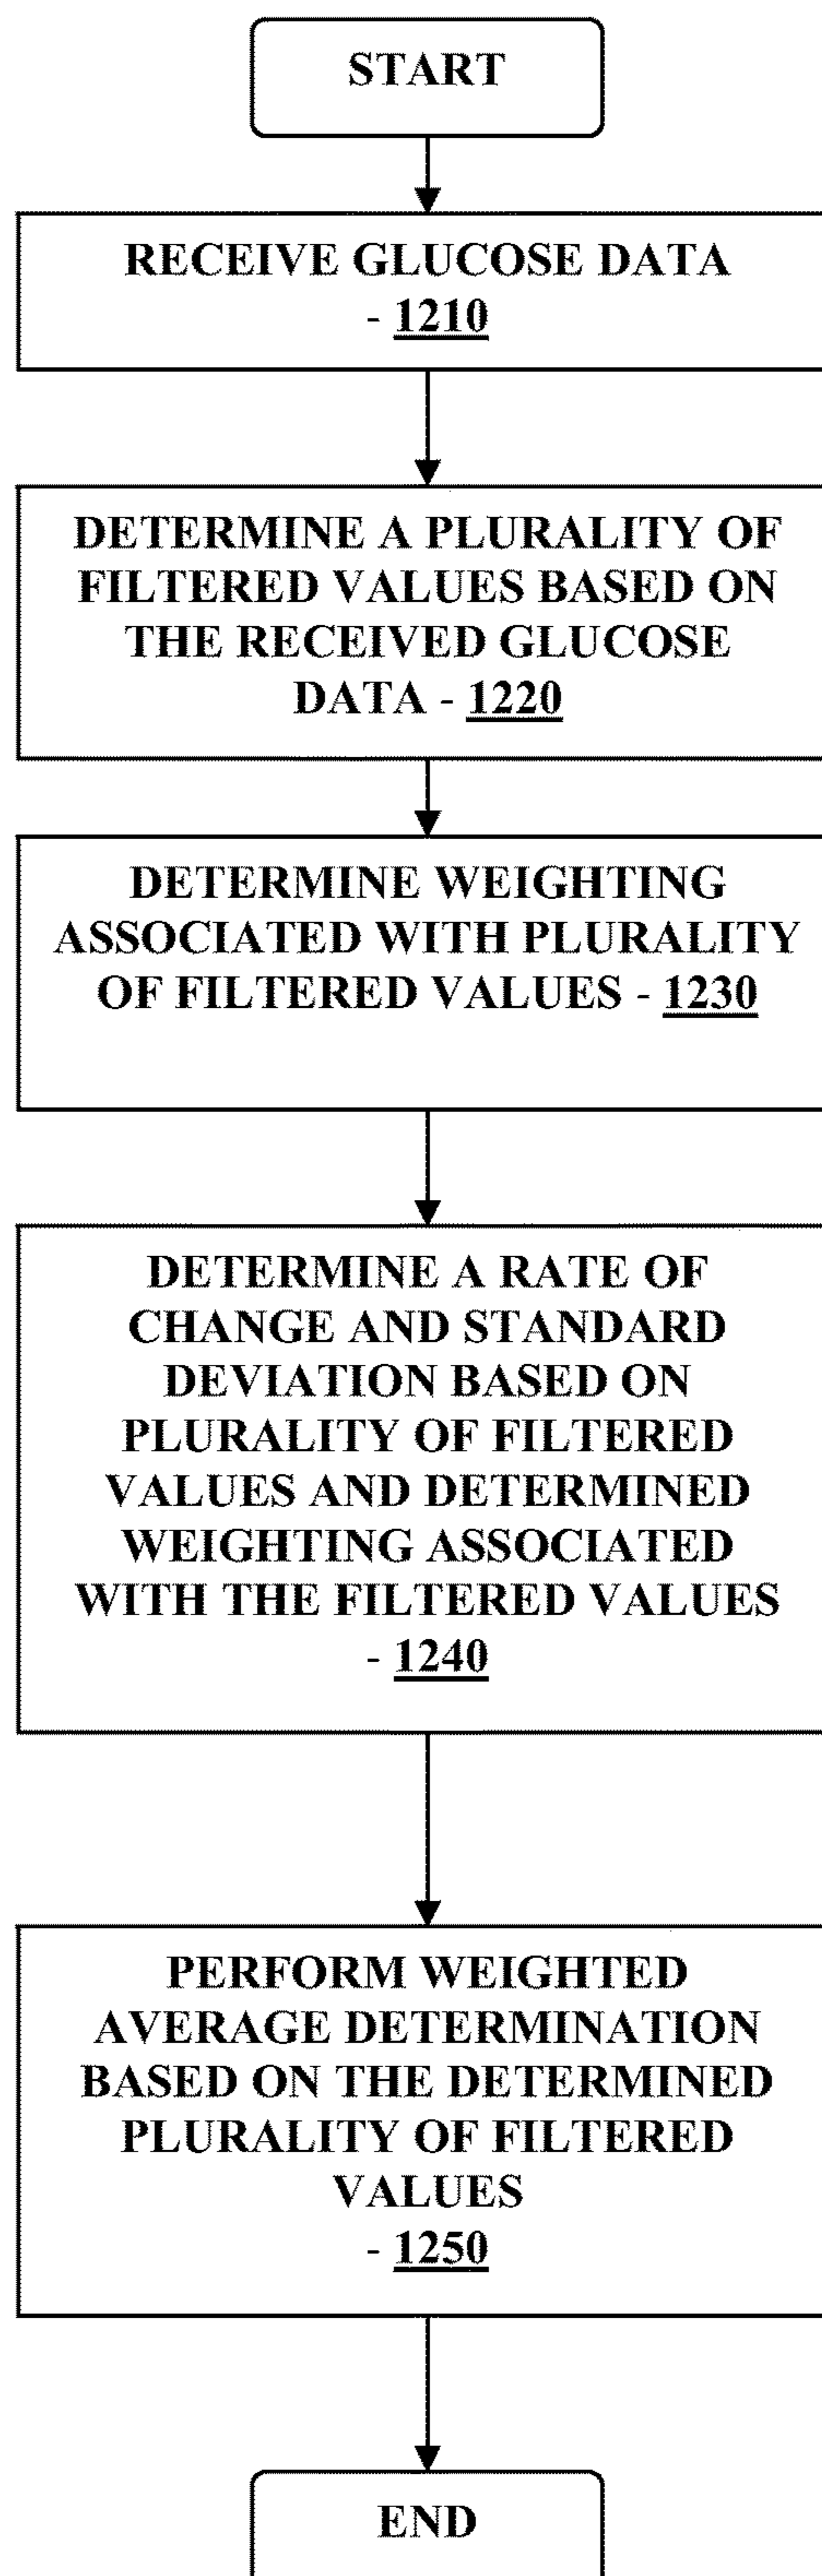 START
RECEIVE GLUCOSE DATA
- 1210
DETERMINE A PLURALITY OF
FILTERED VALUES BASED ON
THE RECEIVED GLUCOSE
DATA - 1220
DETERMINE WEIGHTING
ASSOCIATED WITH PLURALITY
OF FILTERED VALUES - 1230
DETERMINE A RATE OF
CHANGE AND STANDARD
DEVIATION BASED ON
PLURALITY OF FILTERED
VALUES AND DETERMINED
WEIGHTING ASSOCIATED
WITH THE FILTERED VALUES
- 1240
PERFORM WEIGHTED
AVERAGE DETERMINATION
BASED ON THE DETERMINED
PLURALITY OF FILTERED
VALUES
- 1250
END